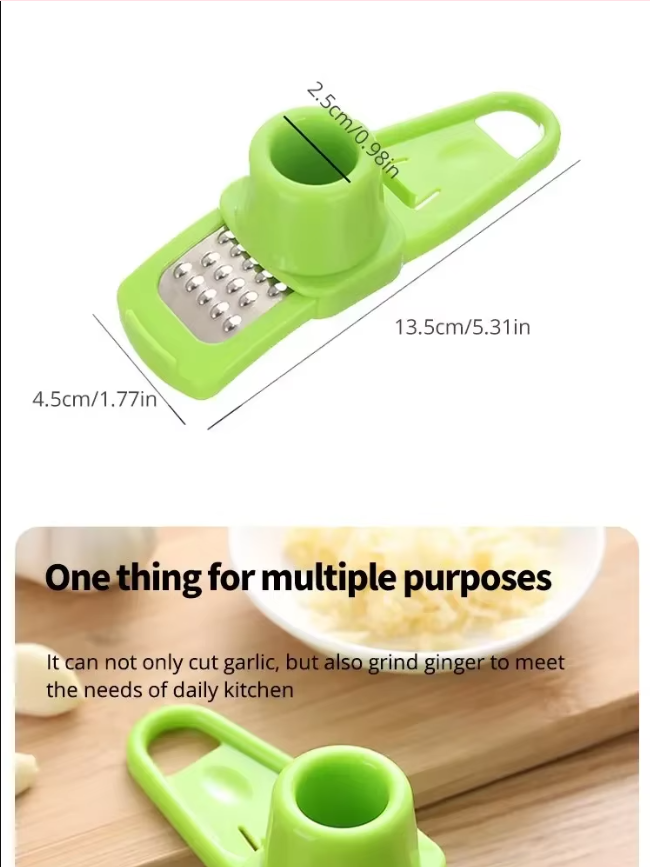 2.5cm/0.98in
13.5cm/5.31in
4.5cm/1.77in
One thing for multiple purposes
It can not only cut garlic, but also grind ginger to meet
the needs of daily kitchen